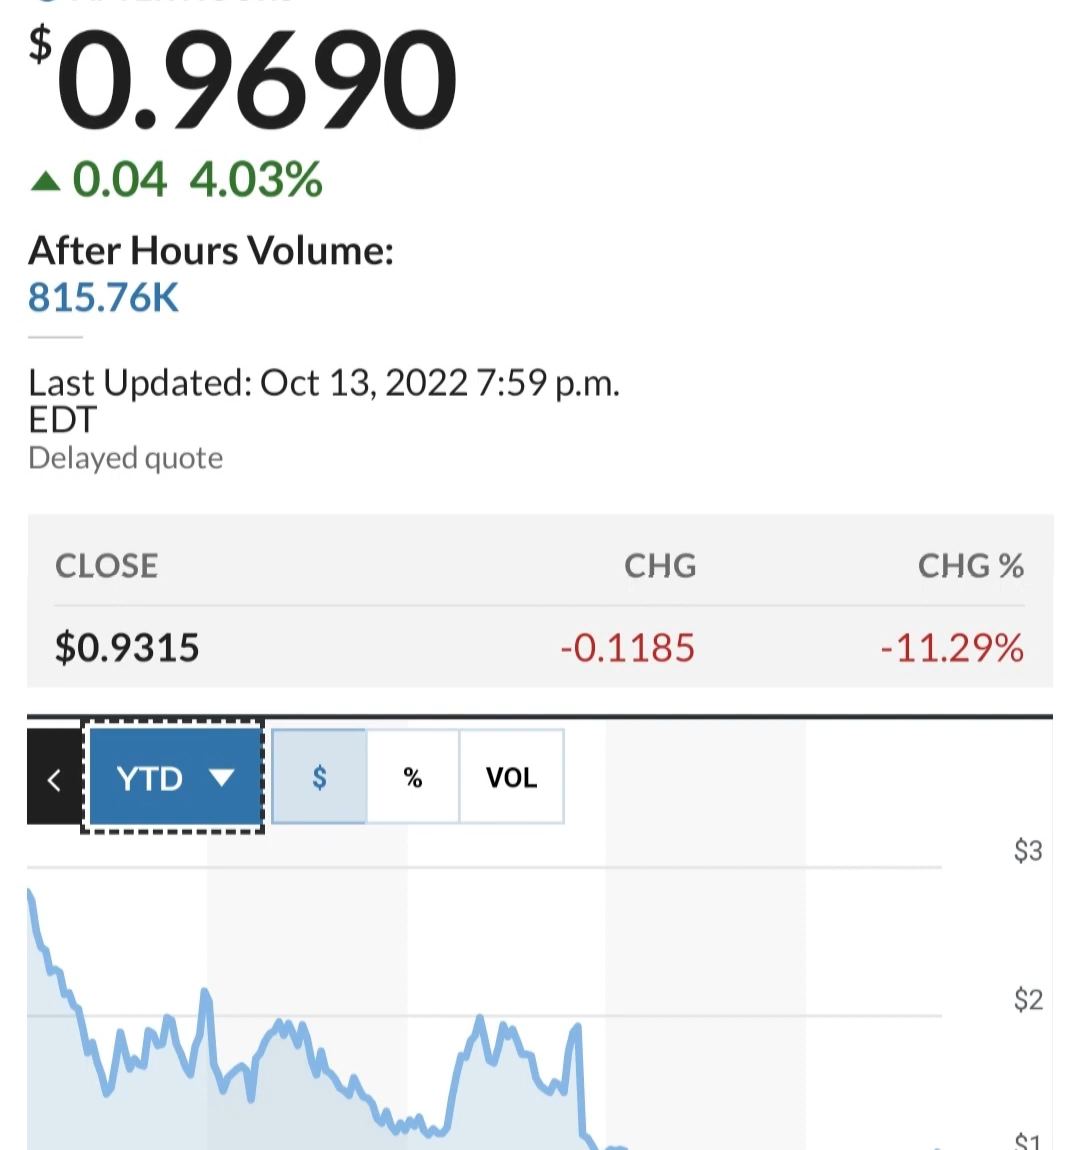 $0.9690
▲ 0.04 4.03%
After Hours Volume:
815.76K
Last Updated: Oct 13, 2022 7:59 p.m.
EDT
Delayed quote
CLOSE CHG CHG %
$0.9315 -0.1185 -11.29%
YTD $ % VOL
$3
$2
$1